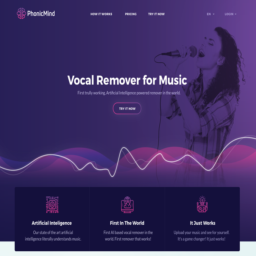 PhonicMind
HOW IT WORKS
PRICING
TRY IT NOW
EN
LOGIN
Vocal Remover for Music
First truly working, Artificial Intelligence powered remover in the world
TRY IT NOW
Artificial Inteligence
Our state of the art artificial
intelligence friends understands music.
First In The World
First AI based vocal remover in the
world. First remover that works!
It Just Works
Upload your music and see for yourself.
It's a game changer! It just works!